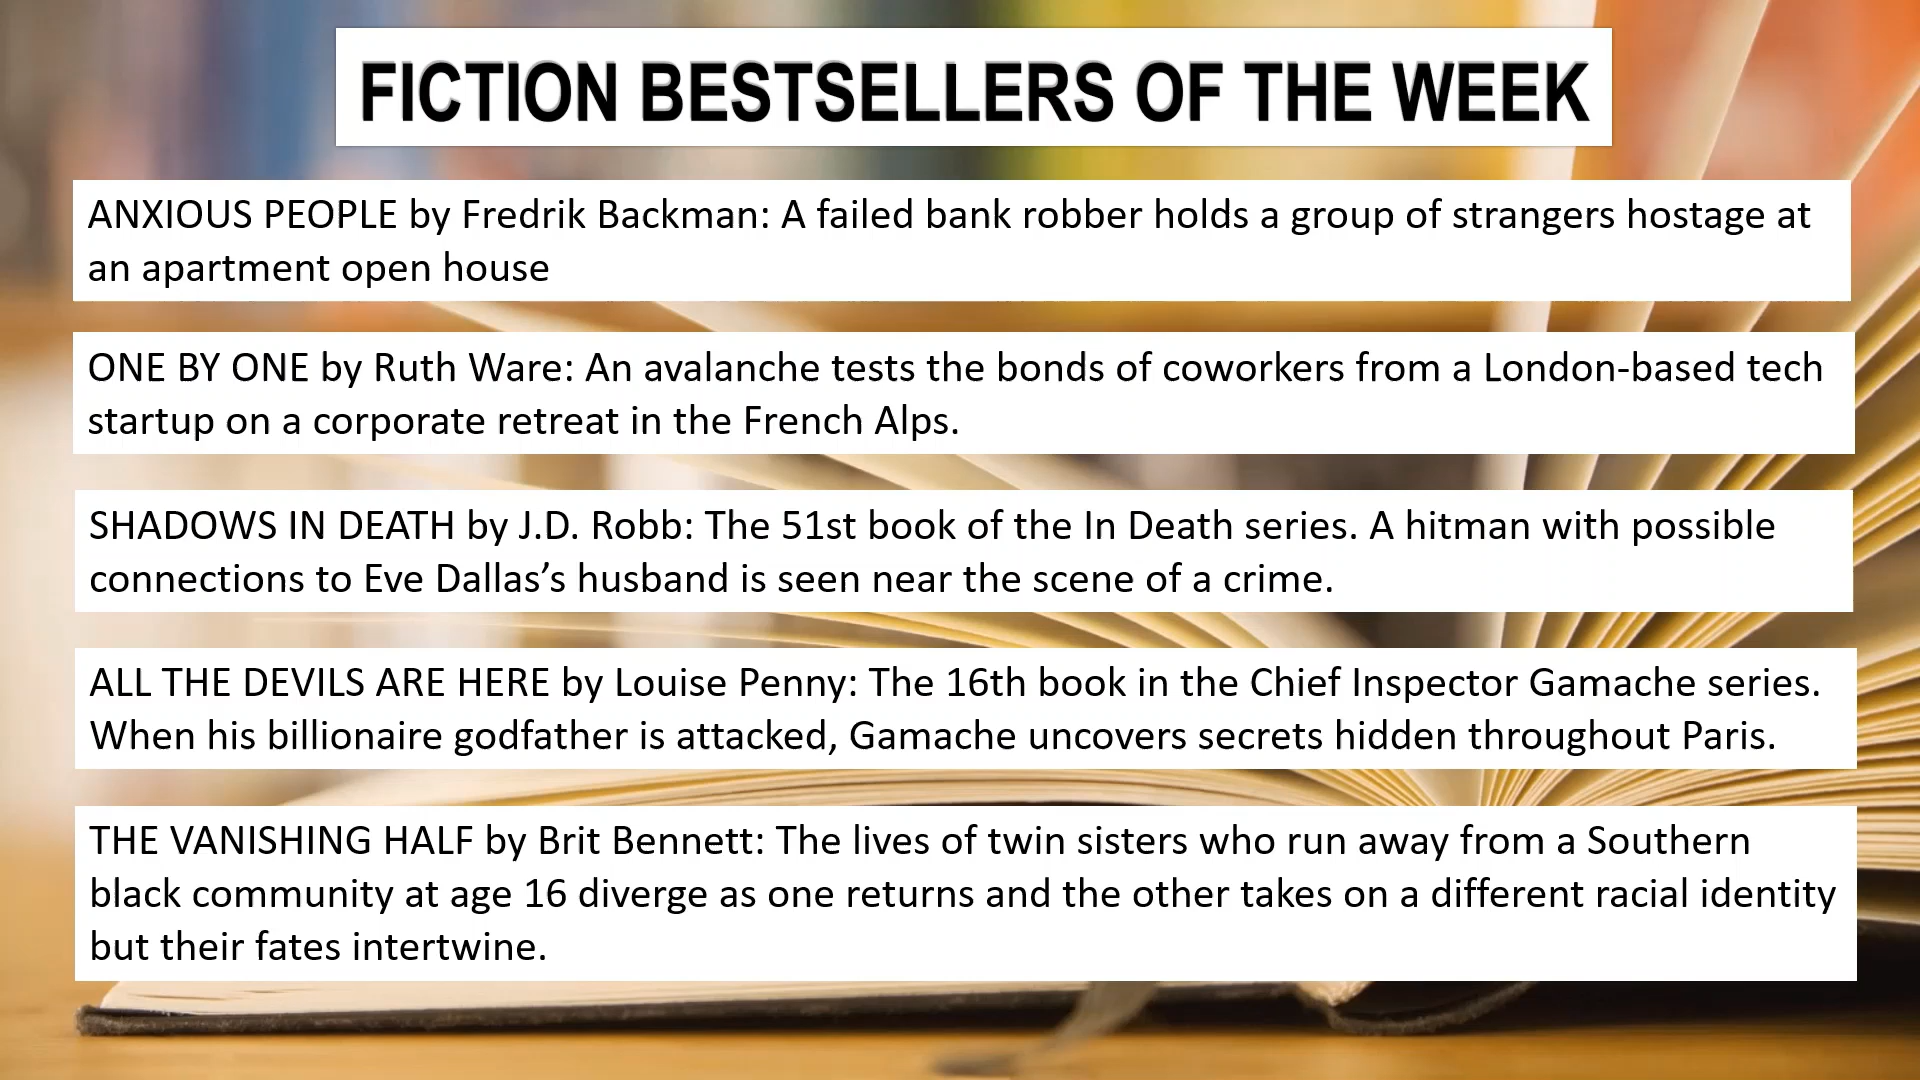 FICTION BESTSELLERS OF THE WEEK
ANXIOUS PEOPLE by Fredrik Backman: A failed bank robber holds a group of strangers hostage at
an apartment open house
ONE BY ONE by Ruth Ware: An avalanche tests the bonds of coworkers from a London-based tech
startup on a corporate retreat in the French Alps.
SHADOWS IN DEATH by J.D. Robb: The 51st book of the In Death series. A hitman with possible
connections to Eve Dallas’s husband is seen near the scene of a crime.
ALL THE DEVILS ARE HERE by Louise Penny: The 16th book in the Chief Inspector Gamache series.
When his billionaire godfather is attacked, Gamache uncovers secrets hidden throughout Paris.
THE VANISHING HALF by Brit Bennett: The lives of twin sisters who run away from a Southern
black community at age 16 diverge as one returns and the other takes on a different racial identity
but their fates intertwine.